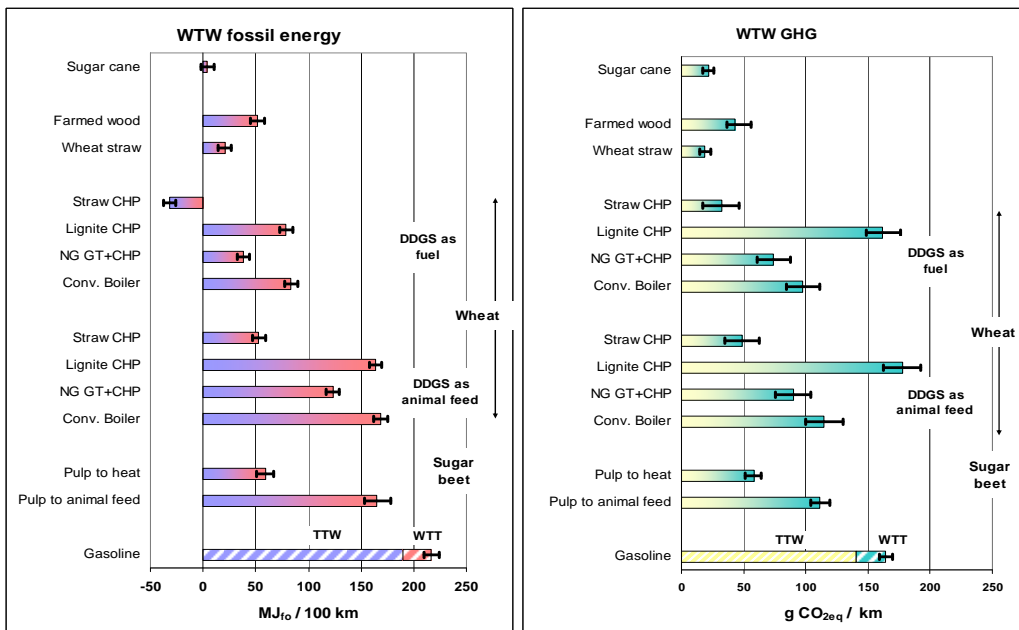 WTW fossil energy
Sugar cane
Farmed wood
Wheat straw
Straw CHP
Lignite CHP
DDGS as
fuel
NG GT+CHP
Conv. Boiler
Wheat
Straw CHP
Lignite CHP
DDGS as
animal feed
NG GT+CHP
Conv. Boiler
Sugar
beet
Pulp to heat
Pulp to animal feed
TTW
WTT
Gasoline
-50 0 50 100 150 200 250
MJfo / 100 km
WTW GHG
Sugar cane
Farmed wood
Wheat straw
Straw CHP
Lignite CHP
DDGS as
fuel
NG GT+CHP
Conv. Boiler
Wheat
Straw CHP
Lignite CHP
DDGS as
animal feed
NG GT+CHP
Conv. Boiler
Sugar
beet
Pulp to heat
Pulp to animal feed
TTW
WTT
Gasoline
0 50 100 150 200 250
g CO2eq / km